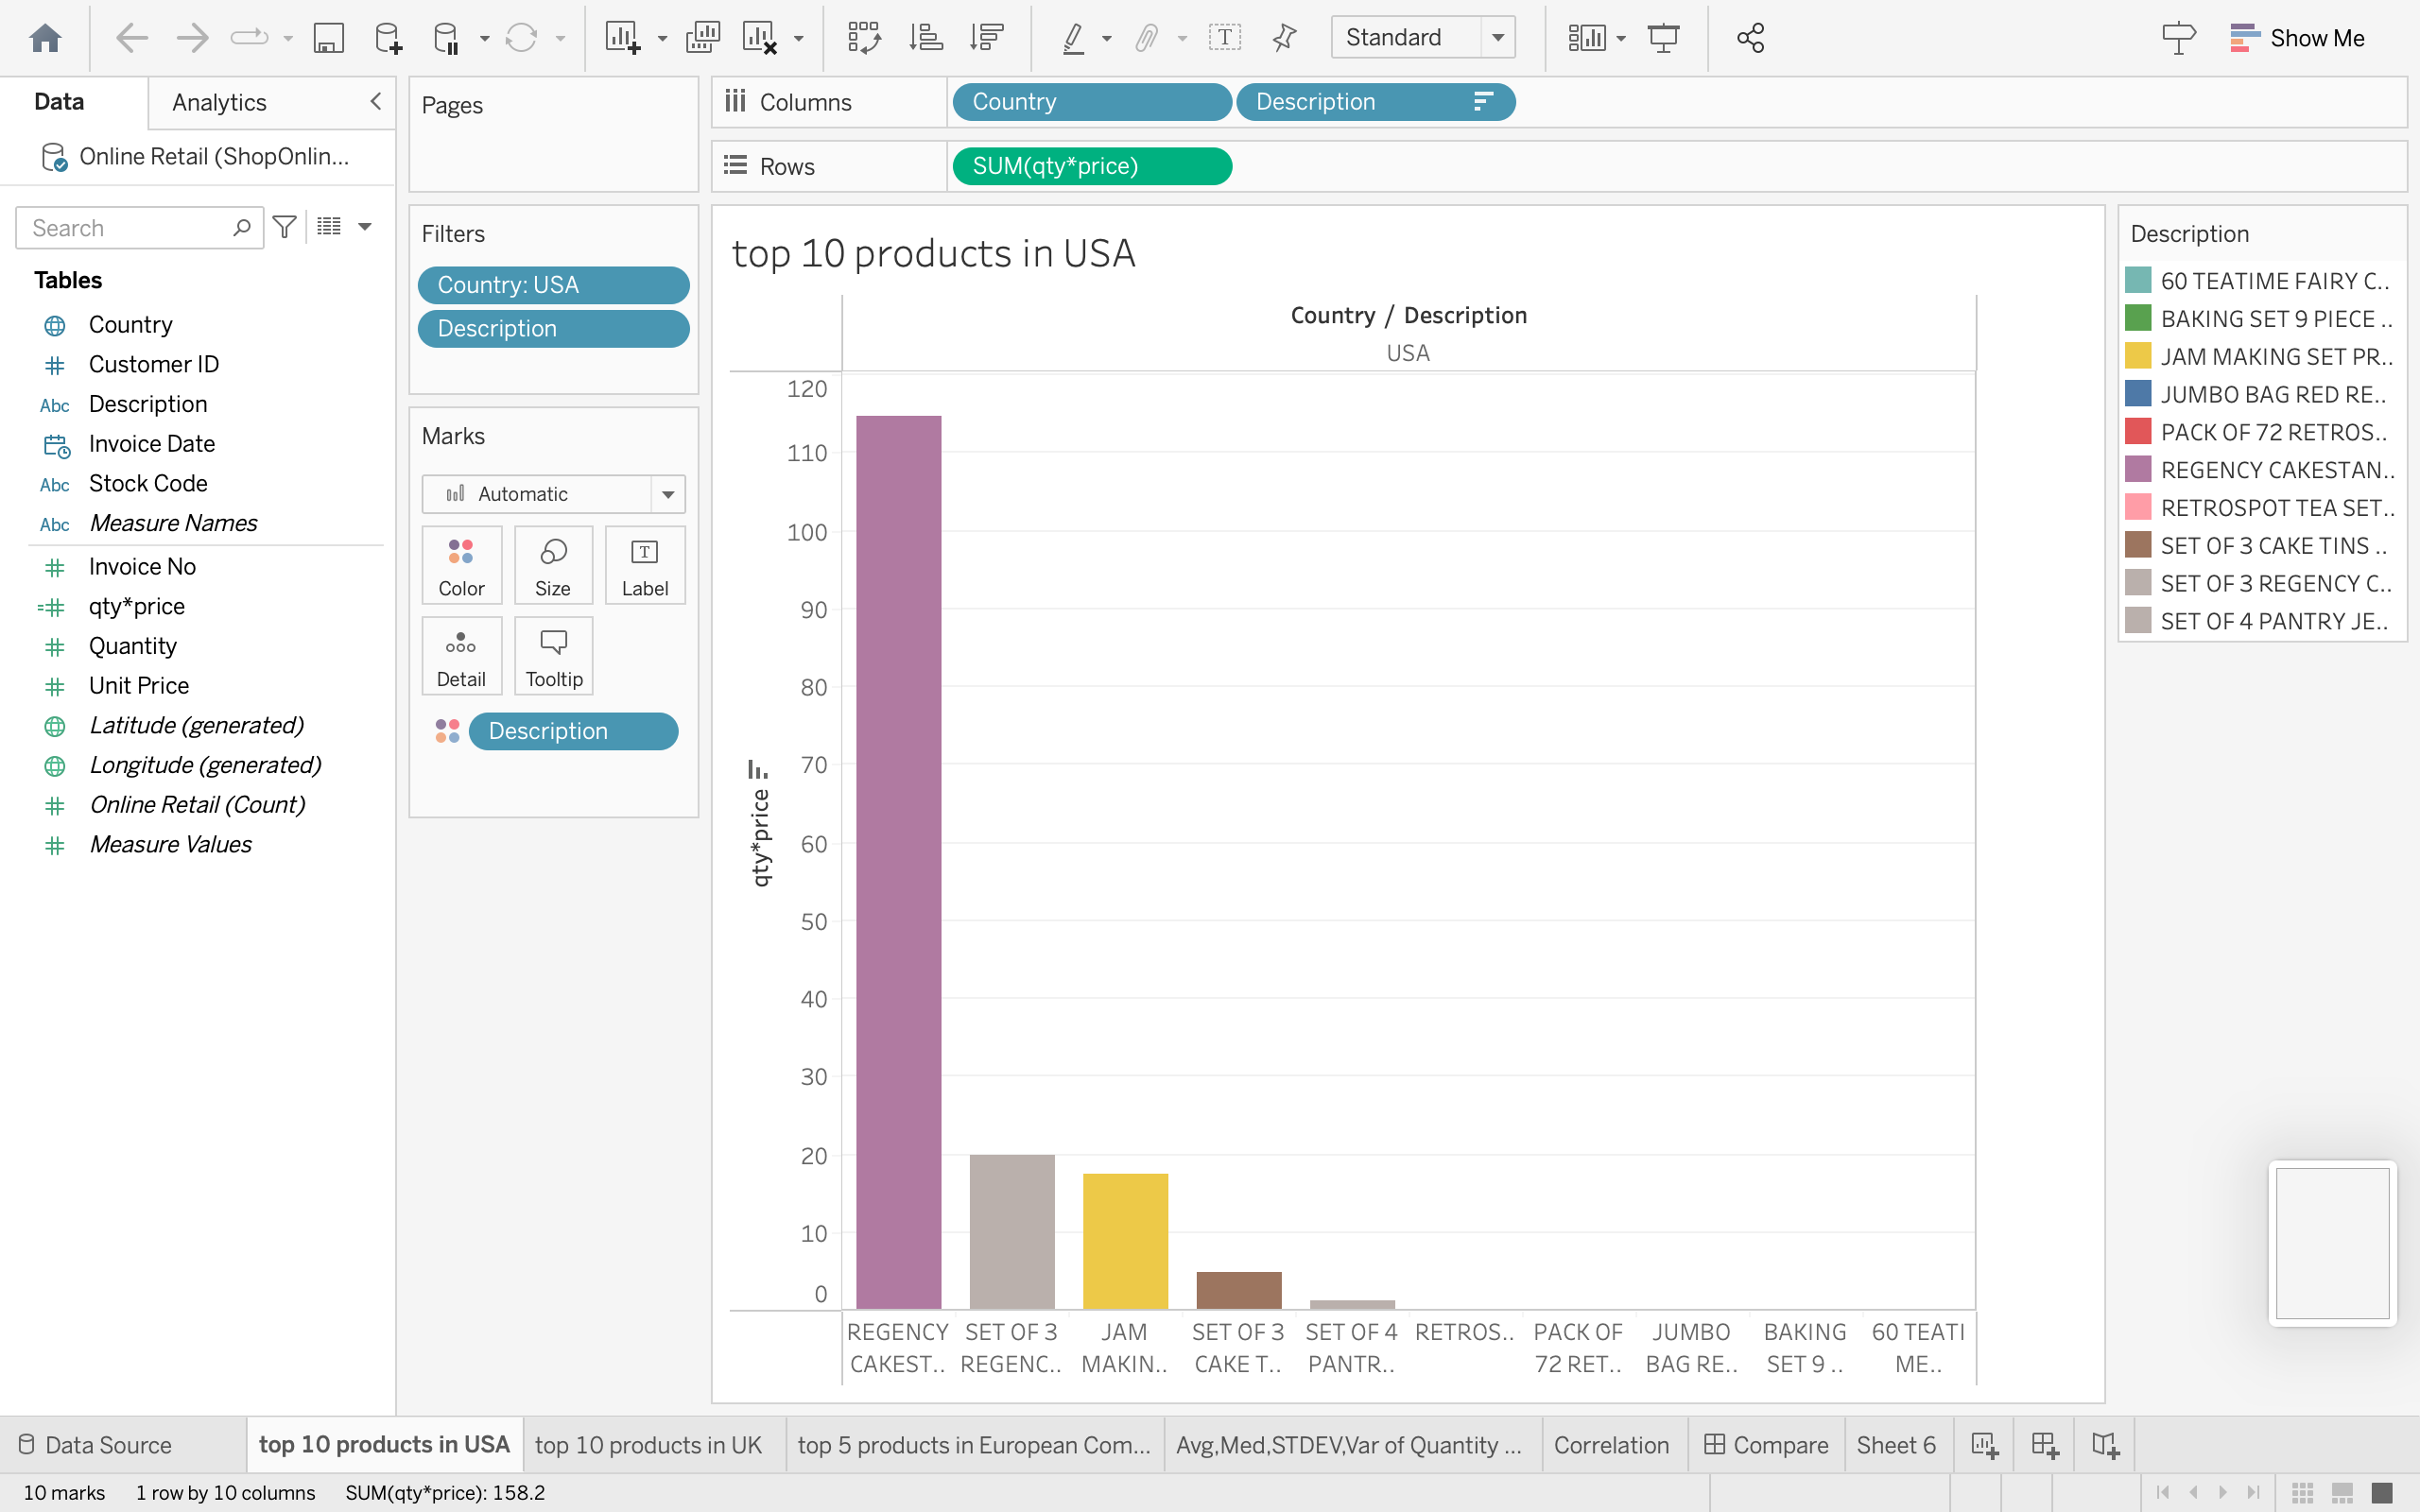 Standard
Show Me
Data
Analytics
Online Retail (ShopOnlin...
Search
Tables
Country
Customer ID
Abc Description
Invoice Date
Abc Stock Code
Abc Measure Names
Invoice No
=# qty*price
Quantity
Unit Price
Latitude (generated)
Longitude (generated)
Online Retail (Count)
Measure Values
Pages
Filters
Country: USA
Description
Marks
Automatic
Color
Size
Label
Detail
Tooltip
Description
Columns
Country
Description
Rows
SUM(qty*price)
top 10 products in USA
Country / Description
USA
120
110
100
90
80
70
60
50
40
30
20
10
0
qty*price
REGENCY CAKEST..
SET OF 3 REGENC..
JAM MAKIN..
SET OF 3 CAKE T..
SET OF 4 PANTR..
RETROS..
PACK OF 72 RET..
JUMBO BAG RE..
BAKING SET 9 ..
60 TEATI ME..
Description
60 TEATIME FAIRY C..
BAKING SET 9 PIECE ..
JAM MAKING SET PR..
JUMBO BAG RED RE..
PACK OF 72 RETROS..
REGENCY CAKESTAN..
RETROSPOT TEA SET..
SET OF 3 CAKE TINS ..
SET OF 3 REGENCY C..
SET OF 4 PANTRY JE..
Data Source
top 10 products in USA
top 10 products in UK
top 5 products in European Com...
Avg,Med,STDEV,Var of Quantity ...
Correlation
Compare
Sheet 6
10 marks
1 row by 10 columns
SUM(qty*price): 158.2